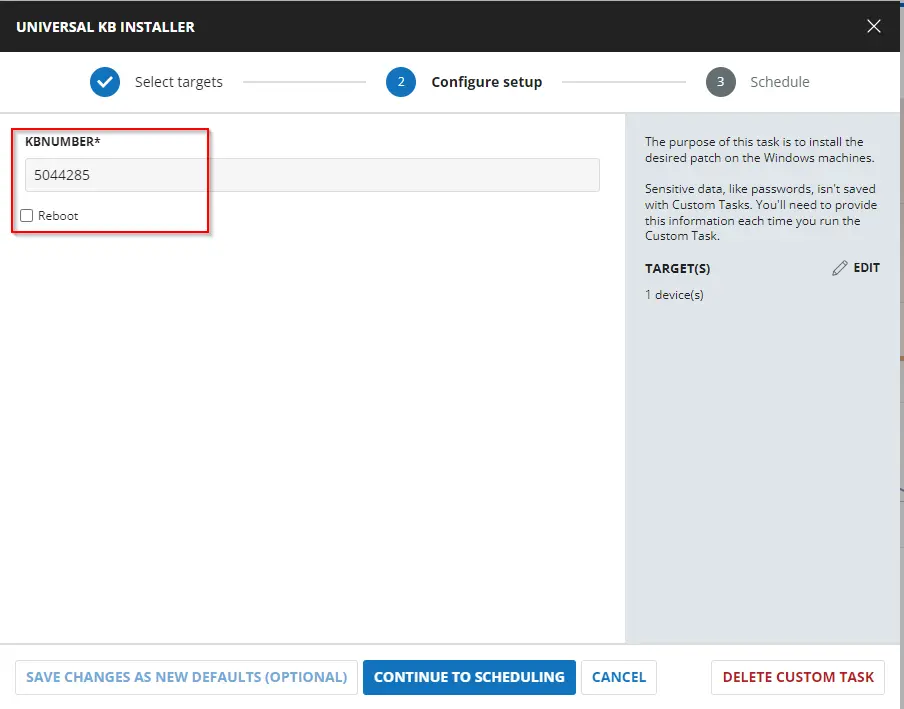 UNIVERSAL KB INSTALLER
Select targets
2
Configure setup
3
Schedule
KBNUMBER*
5044285
Reboot
The purpose of this task is to install the
desired patch on the Windows machines.
Sensitive data, like passwords, isn't saved
with Custom Tasks. You'll need to provide
this information each time you run the
Custom Task.
TARGET(S)
EDIT
1 device(s)
SAVE CHANGES AS NEW DEFAULTS (OPTIONAL)
CONTINUE TO SCHEDULING
CANCEL
DELETE CUSTOM TASK